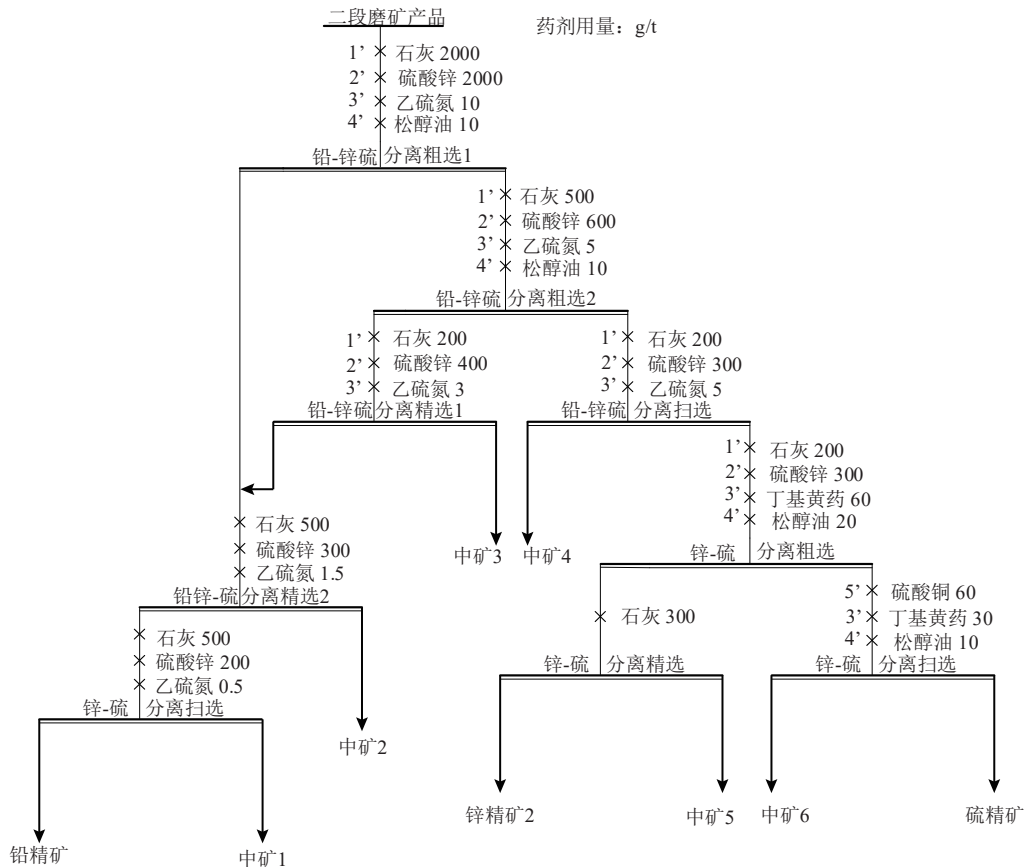 二段磨矿产品
药剂用量：g/t
1’ 石灰 2000
2’ 硫酸锌 2000
3’ 乙硫氮 10
4’ 松醇油 10
铅-锌硫 分离粗选1
1’ 石灰 500
2’ 硫酸锌 600
3’ 乙硫氮 5
4’ 松醇油 10
铅-锌硫 分离粗选2
1’ 石灰 200
2’ 硫酸锌 400
3’ 乙硫氮 3
铅-锌硫 分离精选1
1’ 石灰 200
2’ 硫酸锌 300
3’ 乙硫氮 5
铅-锌硫 分离扫选
1’ 石灰 200
2’ 硫酸锌 300
3’ 丁基黄药 60
4’ 松醇油 20
锌-硫 分离粗选
中矿3
中矿4
石灰 500
硫酸锌 300
乙硫氮 1.5
铅锌-硫 分离精选2
石灰 300
锌-硫 分离精选
5’ 硫酸铜 60
3’ 丁基黄药 30
4’ 松醇油 10
锌-硫 分离扫选
石灰 500
硫酸锌 200
乙硫氮 0.5
锌-硫 分离扫选
中矿2
锌精矿2
中矿5
中矿6
硫精矿
铅精矿
中矿1